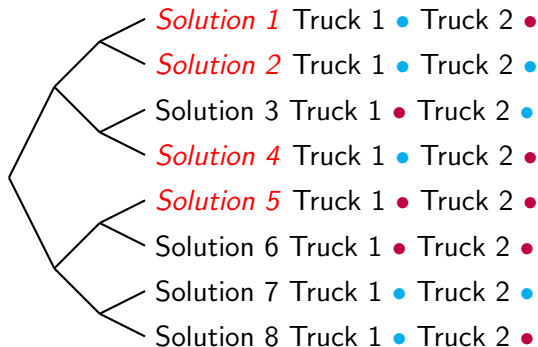 Solution 1 Truck 1 • Truck 2 •
Solution 2 Truck 1 • Truck 2 •
Solution 3 Truck 1 • Truck 2 •
Solution 4 Truck 1 • Truck 2 •
Solution 5 Truck 1 • Truck 2 •
Solution 6 Truck 1 • Truck 2 •
Solution 7 Truck 1 • Truck 2 •
Solution 8 Truck 1 • Truck 2 •